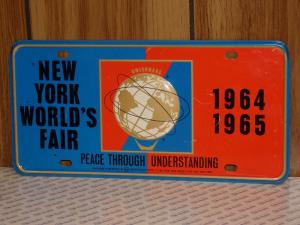 UNISPHERE
NEW
YORK
WORLD'S
FAIR
1964
1965
PEACE THROUGH UNDERSTANDING